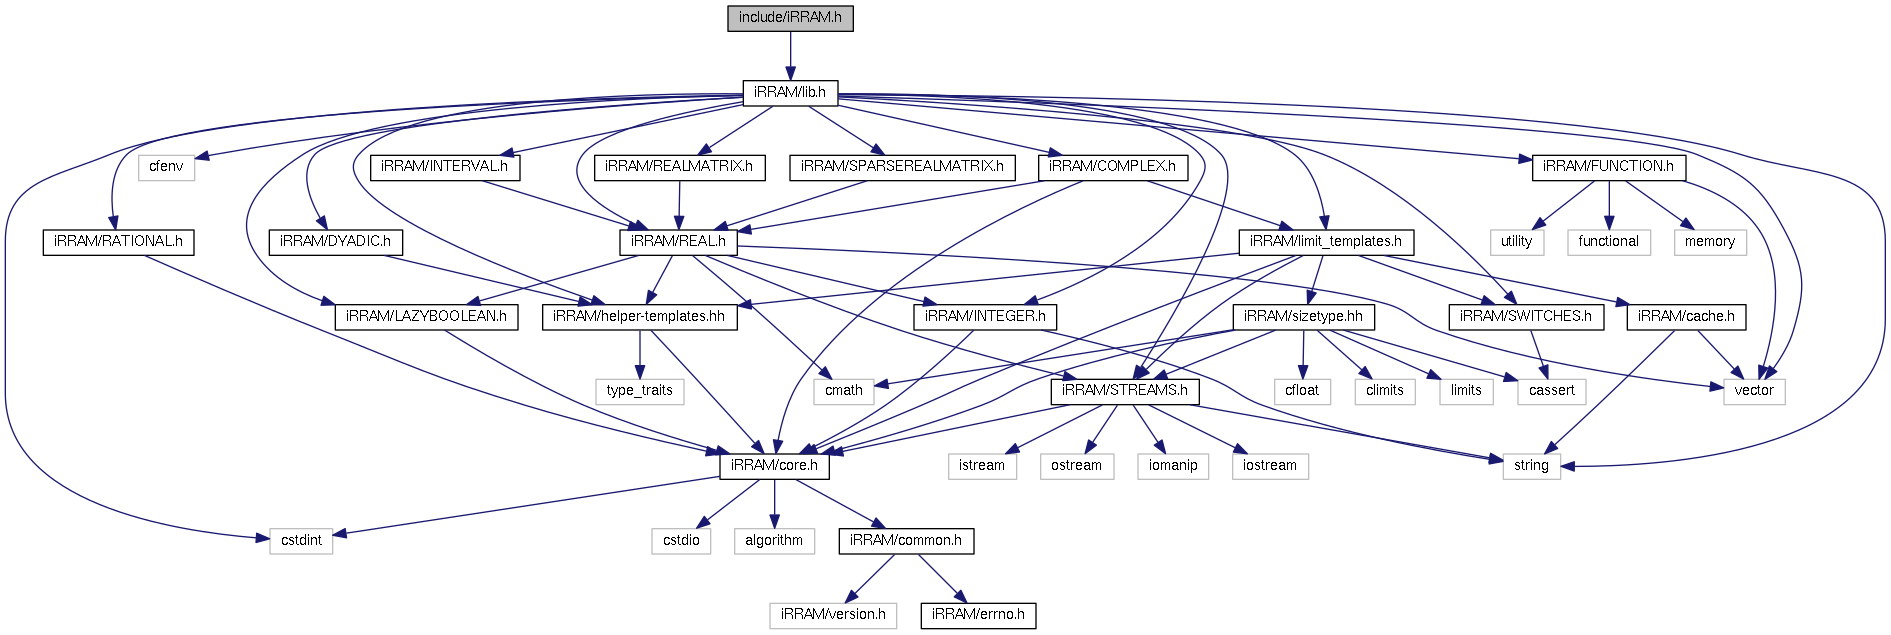 include/iRRAM.h
iRRAM/lib.h
cfenv
iRRAM/INTERVAL.h
iRRAM/REALMATRIX.h
iRRAM/SPARSEREALMATRIX.h
iRRAM/COMPLEX.h
iRRAM/FUNCTION.h
iRRAM/RATIONAL.h
iRRAM/DYADIC.h
iRRAM/REAL.h
iRRAM/limit_templates.h
utility
functional
memory
iRRAM/LAZYBOOLEAN.h
iRRAM/helper-templates.hh
iRRAM/INTEGER.h
iRRAM/sizetype.hh
iRRAM/SWITCHES.h
iRRAM/cache.h
type_traits
cmath
iRRAM/STREAMS.h
cfloat
climits
limits
cassert
vector
iRRAM/core.h
istream
ostream
iomanip
iostream
string
cstdint
cstdio
algorithm
iRRAM/common.h
iRRAM/version.h
iRRAM/errno.h